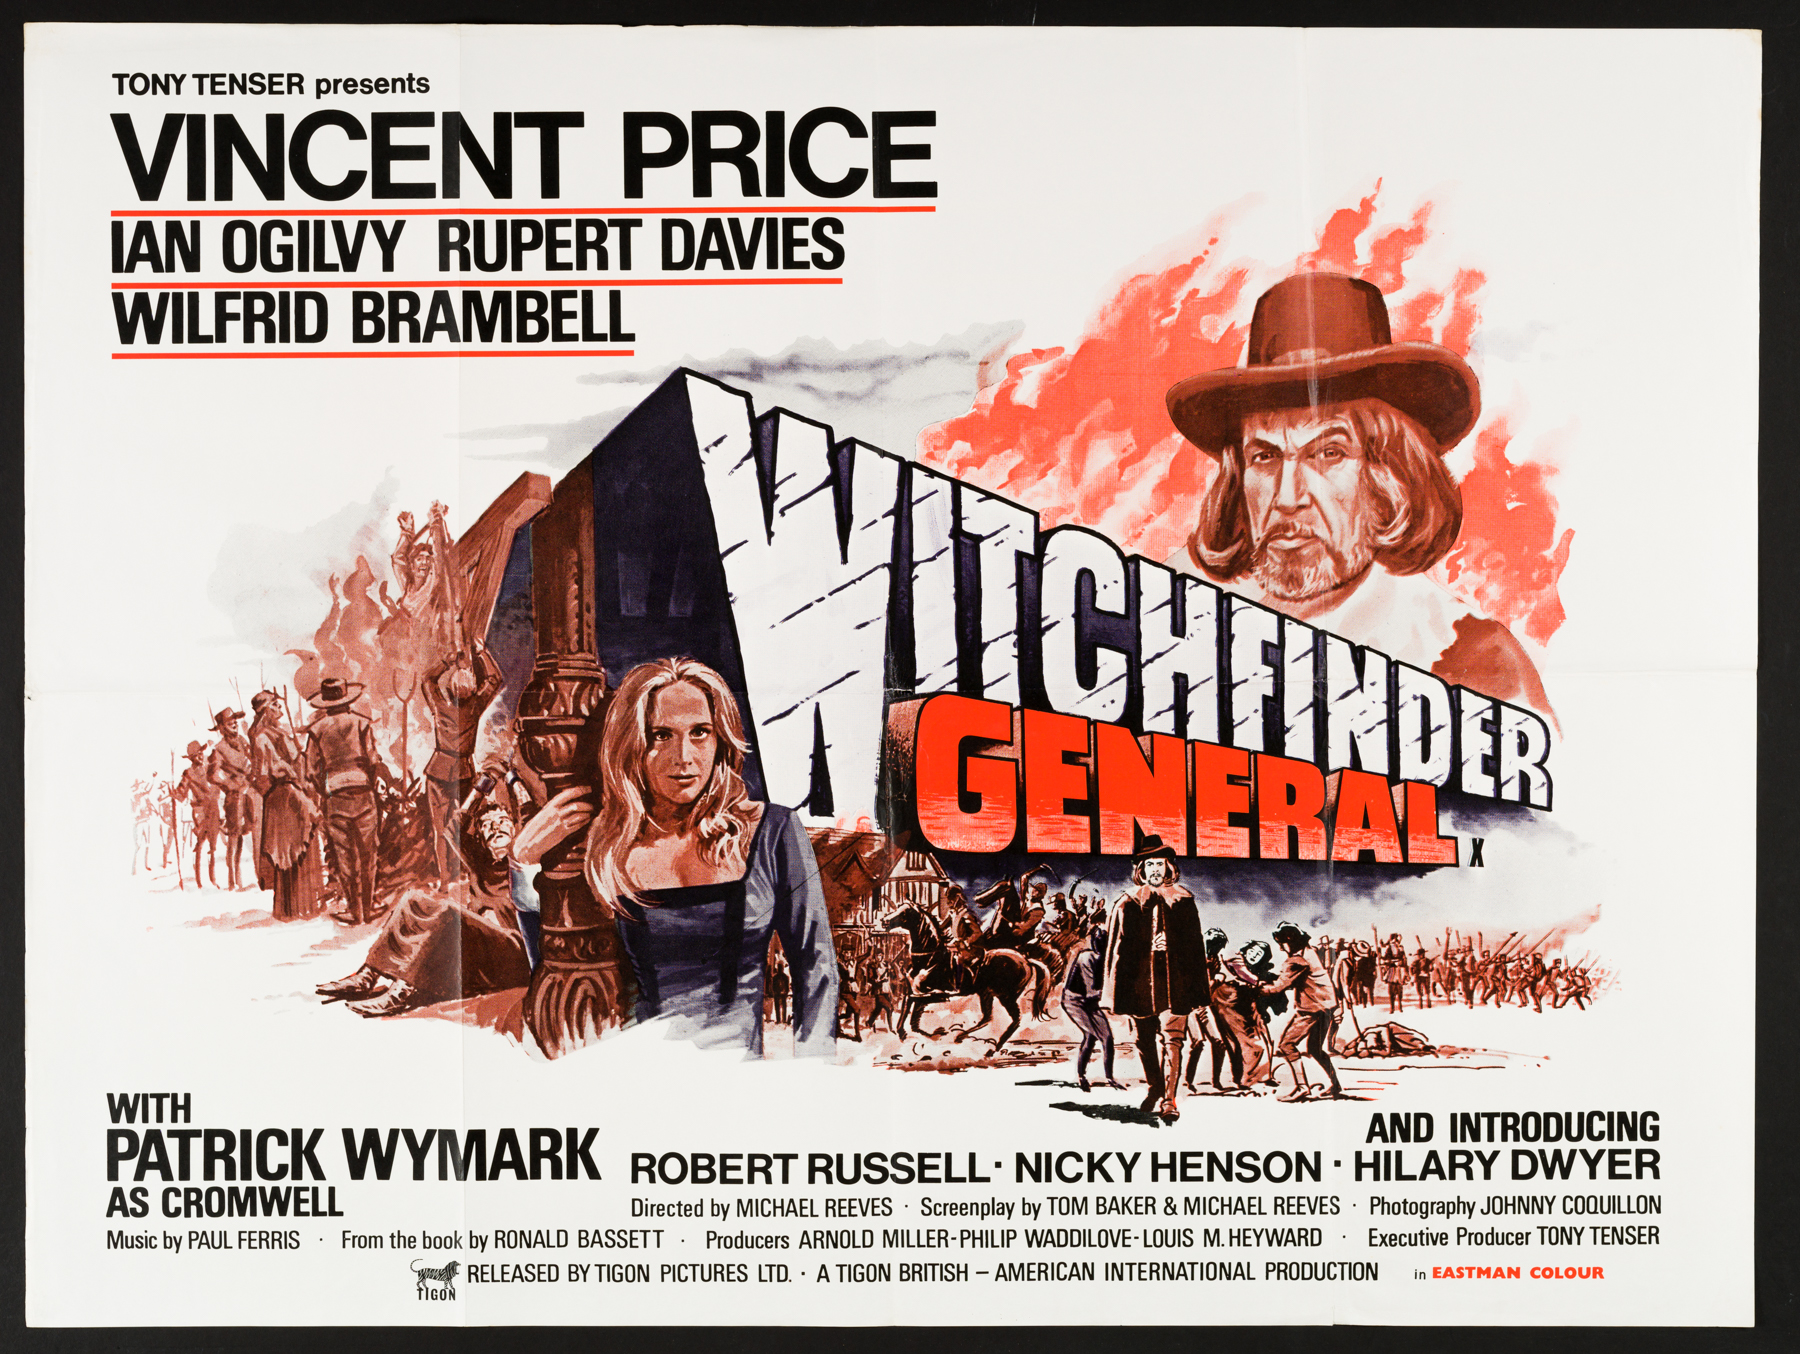 TONY TENSER presents
VINCENT PRICE
IAN OGILVY RUPERT DAVIES
WILFRID BRAMBELL
WITCHFINDER
GENERAL X
WITH
PATRICK WYMARK
AS CROMWELL
AND INTRODUCING
ROBERT RUSSELL · NICKY HENSON · HILARY DWYER
Directed by MICHAEL REEVES · Screenplay by TOM BAKER & MICHAEL REEVES · Photography JOHNNY COQUILLON
Music by PAUL FERRIS · From the book by RONALD BASSETT · Producers ARNOLD MILLER-PHILIP WADDILOVE-LOUIS M. HEYWARD · Executive Producer TONY TENSER
TIGON
RELEASED BY TIGON PICTURES LTD. · A TIGON BRITISH – AMERICAN INTERNATIONAL PRODUCTION in EASTMAN COLOUR